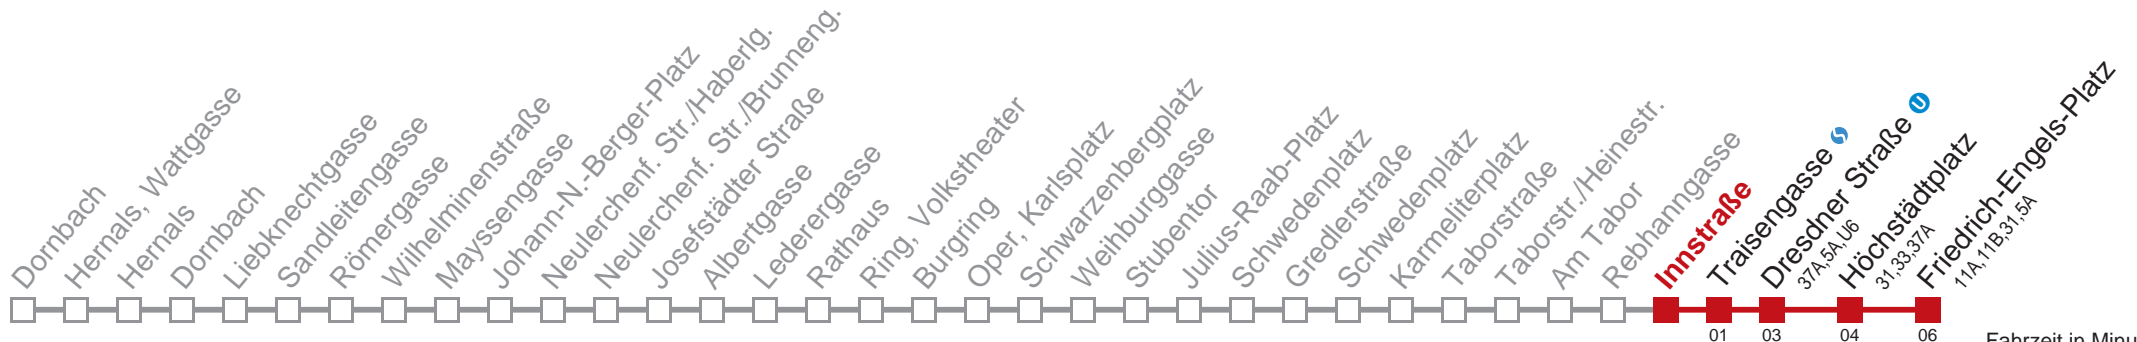 Dornbach
Hernals, Wattgasse
Hernals
Dornbach
Liebknechtgasse
Sandleitengasse
Römergasse
Wilhelminenstraße
Mayssengasse
Johann-N.-Berger-Platz
Neulerchenf. Str./Haberlg.
Neulerchenf. Str./Brunneng.
Josefstädter Straße
Albertgasse
Lederergasse
Rathaus
Ring, Volkstheater
Burgring
Oper, Karlsplatz
Schwarzenbergplatz
Weihburggasse
Stubentor
Julius-Raab-Platz
Schwedenplatz
Gredlerstraße
Schwedenplatz
Karmeliterplatz
Taborstraße
Taborstr./Heinestr.
Am Tabor
Rebhanngasse
Innstraße
Traisengasse S
Dresdner Straße U
37A,5A,U6
Höchstädtplatz
31,33,37A
Friedrich-Engels-Platz
11A,11B,31,5A
01
03
04
06
Fahrzeit in Minu